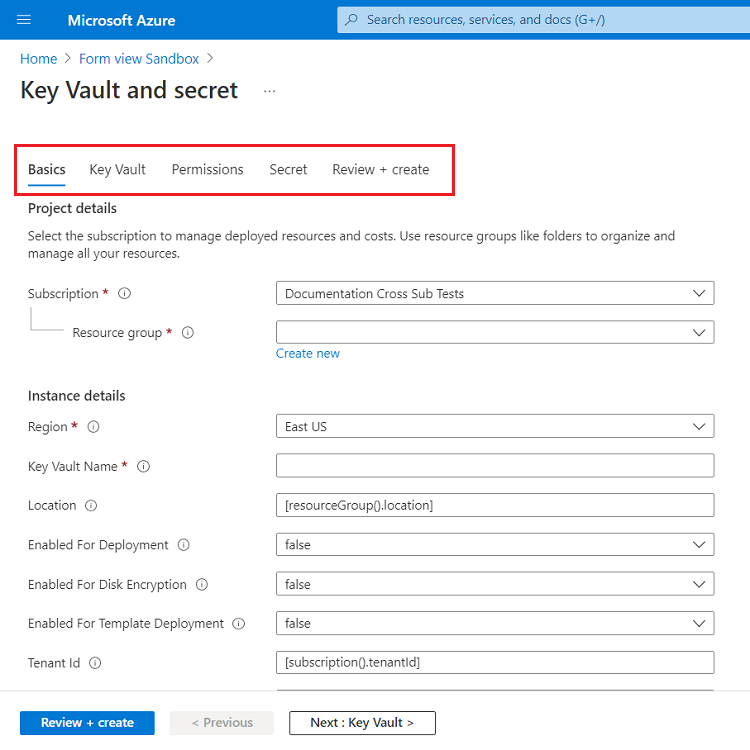 Microsoft Azure
Search resources, services, and docs (G+/)
Home > Form view Sandbox >
Key Vault and secret ...
Basics Key Vault Permissions Secret Review + create
Project details
Select the subscription to manage deployed resources and costs. Use resource groups like folders to organize and
manage all your resources.
Subscription * Documentation Cross Sub Tests
Resource group *
Create new
Instance details
Region * East US
Key Vault Name *
Location [resourceGroup().location]
Enabled For Deployment false
Enabled For Disk Encryption false
Enabled For Template Deployment false
Tenant Id [subscription().tenantId]
Review + create < Previous Next : Key Vault >